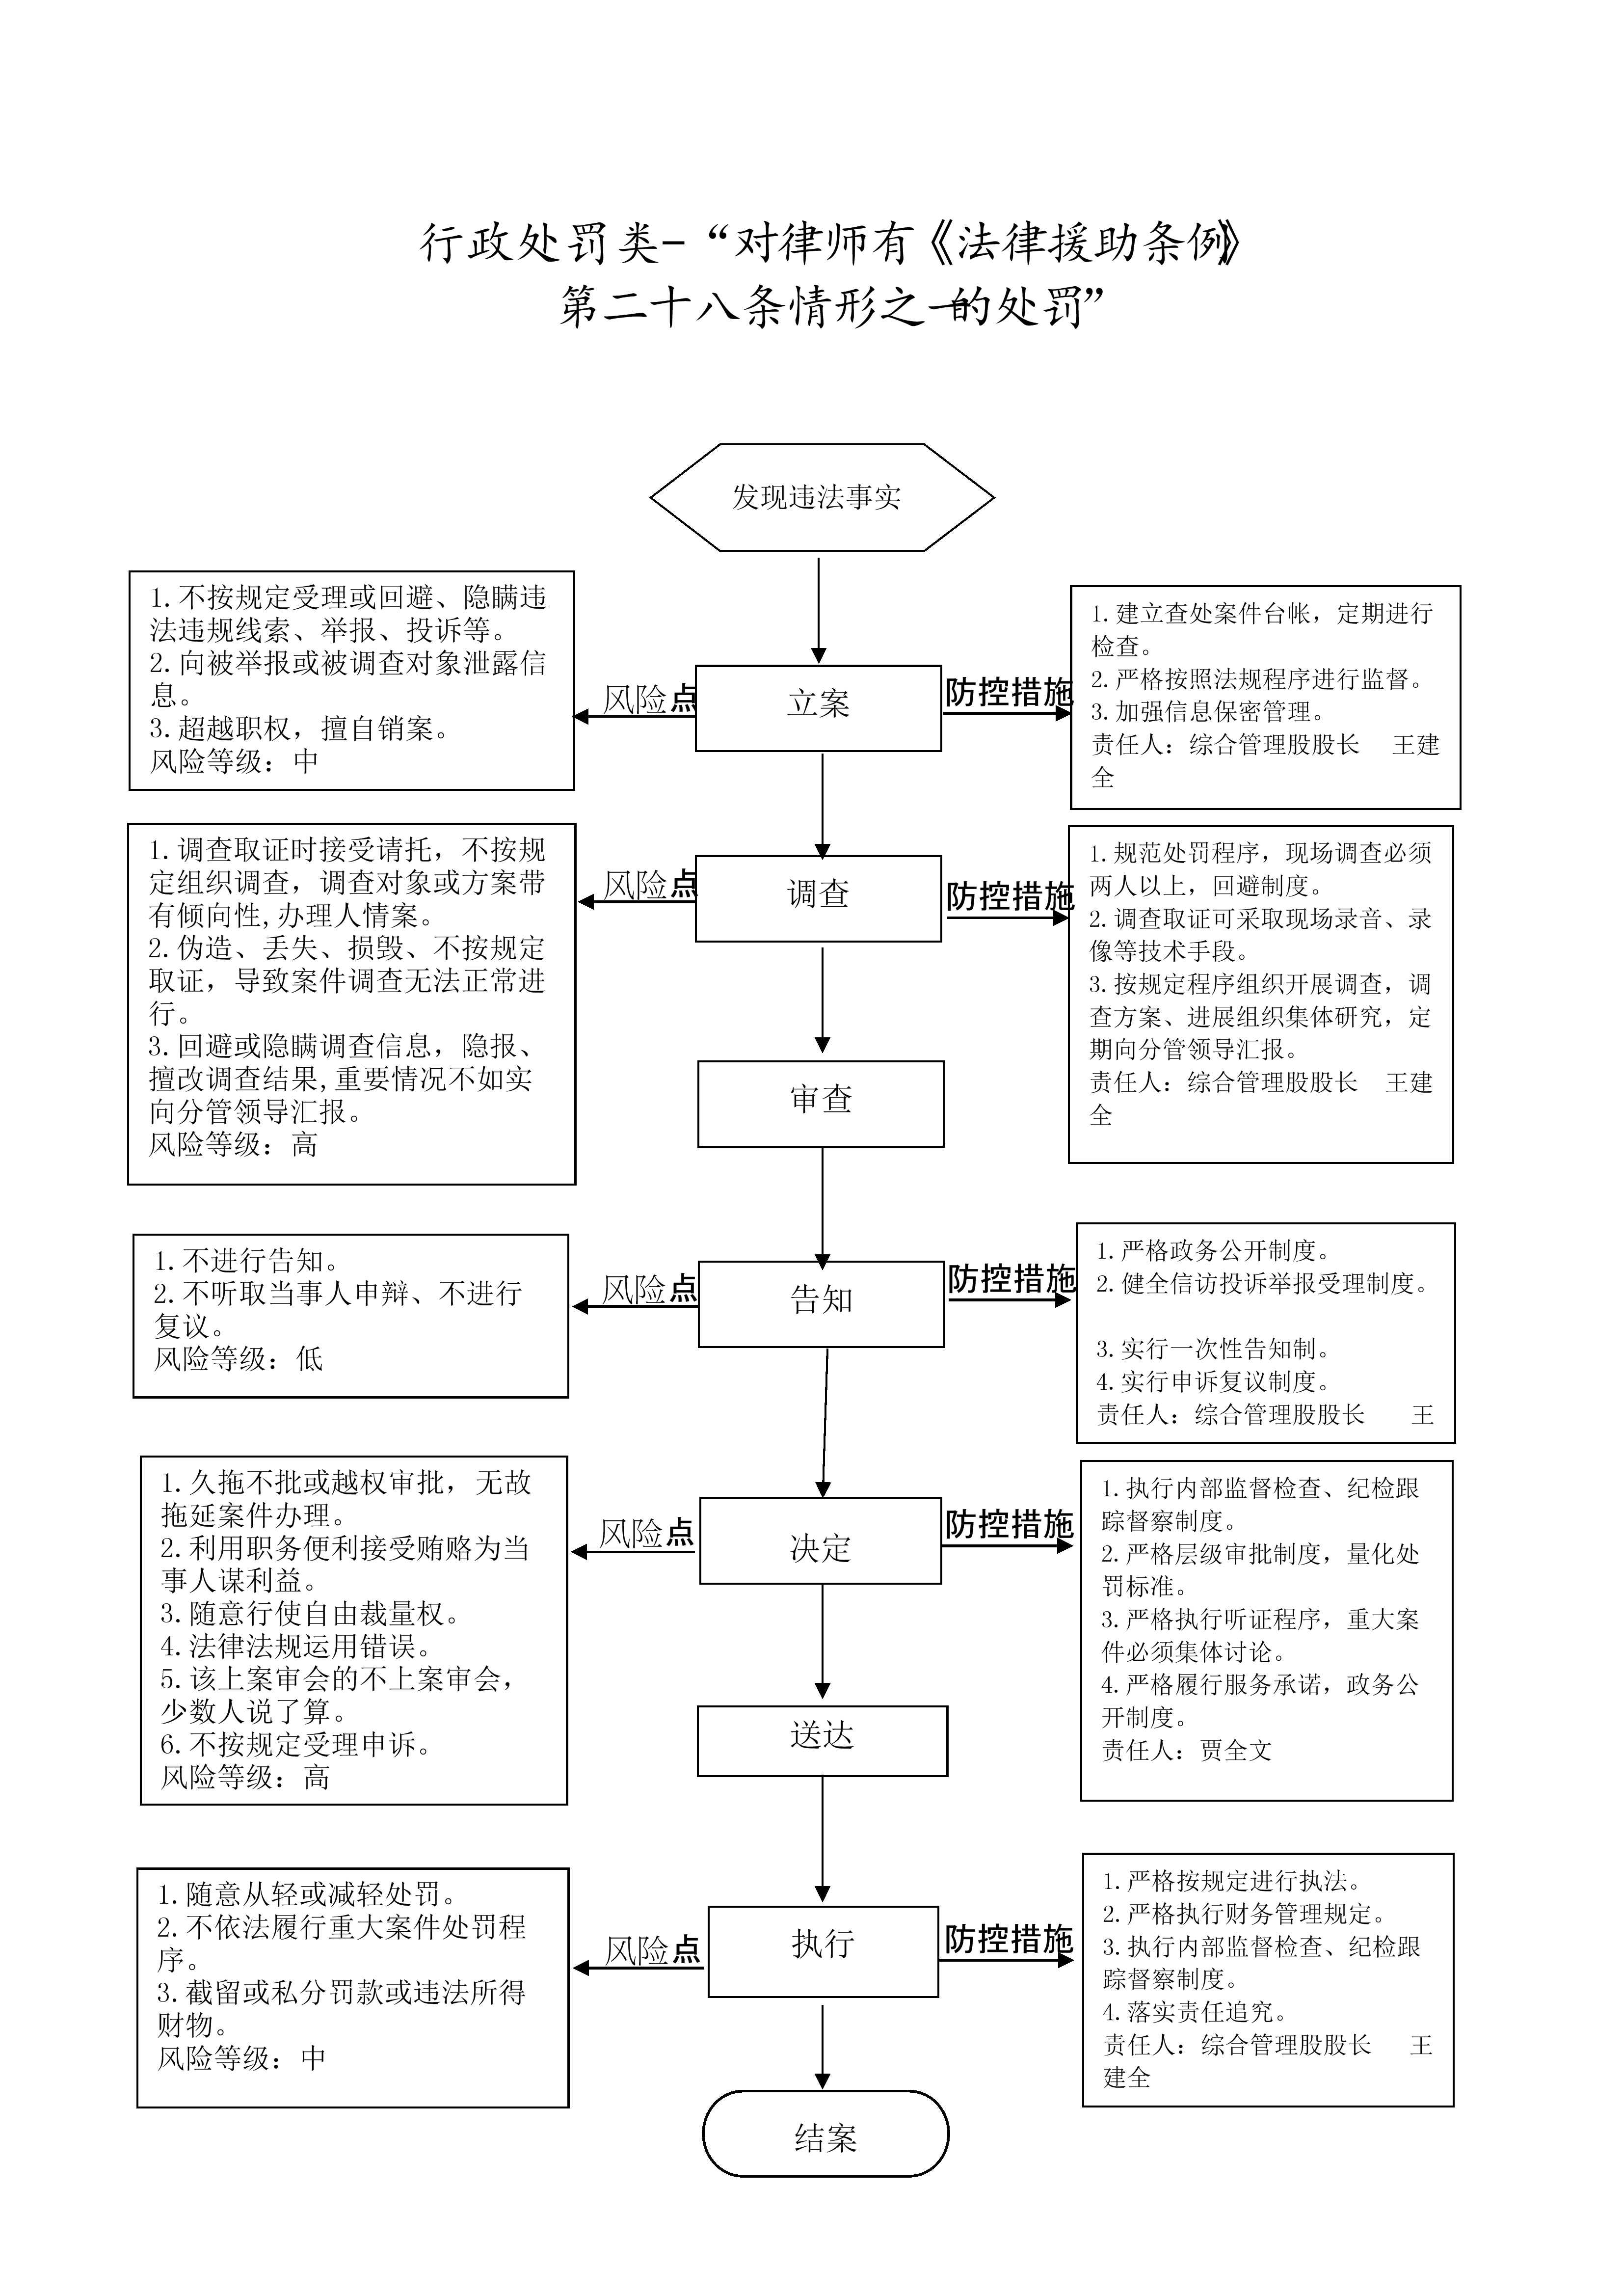 行政处罚类-“对律师有《法律援助条例》
第二十八条情形之一的处罚”
发现违法事实
1.不按规定受理或回避、隐瞒违
法违规线索、举报、投诉等。
2.向被举报或被调查对象泄露信
息。
3.超越职权，擅自销案。
风险等级：中
风险点
立案
防控措施
1.建立查处案件台帐，定期进行
检查。
2.严格按照法规程序进行监督。
3.加强信息保密管理。
责任人：综合管理股股长 王建
全
1.调查取证时接受请托，不按规
定组织调查，调查对象或方案带
有倾向性,办理人情案。
2.伪造、丢失、损毁、不按规定
取证，导致案件调查无法正常进
行。
3.回避或隐瞒调查信息，隐报、
擅改调查结果,重要情况不如实
向分管领导汇报。
风险等级：高
风险点
调查
防控措施
1.规范处罚程序，现场调查必须
两人以上，回避制度。
2.调查取证可采取现场录音、录
像等技术手段。
3.按规定程序组织开展调查，调
查方案、进展组织集体研究，定
期向分管领导汇报。
责任人：综合管理股股长 王建
全
审查
1.不进行告知。
2.不听取当事人申辩、不进行
复议。
风险等级：低
风险点
告知
防控措施
1.严格政务公开制度。
2.健全信访投诉举报受理制度。
3.实行一次性告知制。
4.实行申诉复议制度。
责任人：综合管理股股长 王
1.久拖不批或越权审批，无故
拖延案件办理。
2.利用职务便利接受贿赂为当
事人谋利益。
3.随意行使自由裁量权。
4.法律法规运用错误。
5.该上案审会的不上案审会，
少数人说了算。
6.不按规定受理申诉。
风险等级：高
风险点
决定
防控措施
1.执行内部监督检查、纪检跟
踪督察制度。
2.严格层级审批制度，量化处
罚标准。
3.严格执行听证程序，重大案
件必须集体讨论。
4.严格履行服务承诺，政务公
开制度。
责任人：贾全文
送达
1.随意从轻或减轻处罚。
2.不依法履行重大案件处罚程
序。
3.截留或私分罚款或违法所得
财物。
风险等级：中
风险点
执行
防控措施
1.严格按规定进行执法。
2.严格执行财务管理规定。
3.执行内部监督检查、纪检跟
踪督察制度。
4.落实责任追究。
责任人：综合管理股股长 王
建全
结案